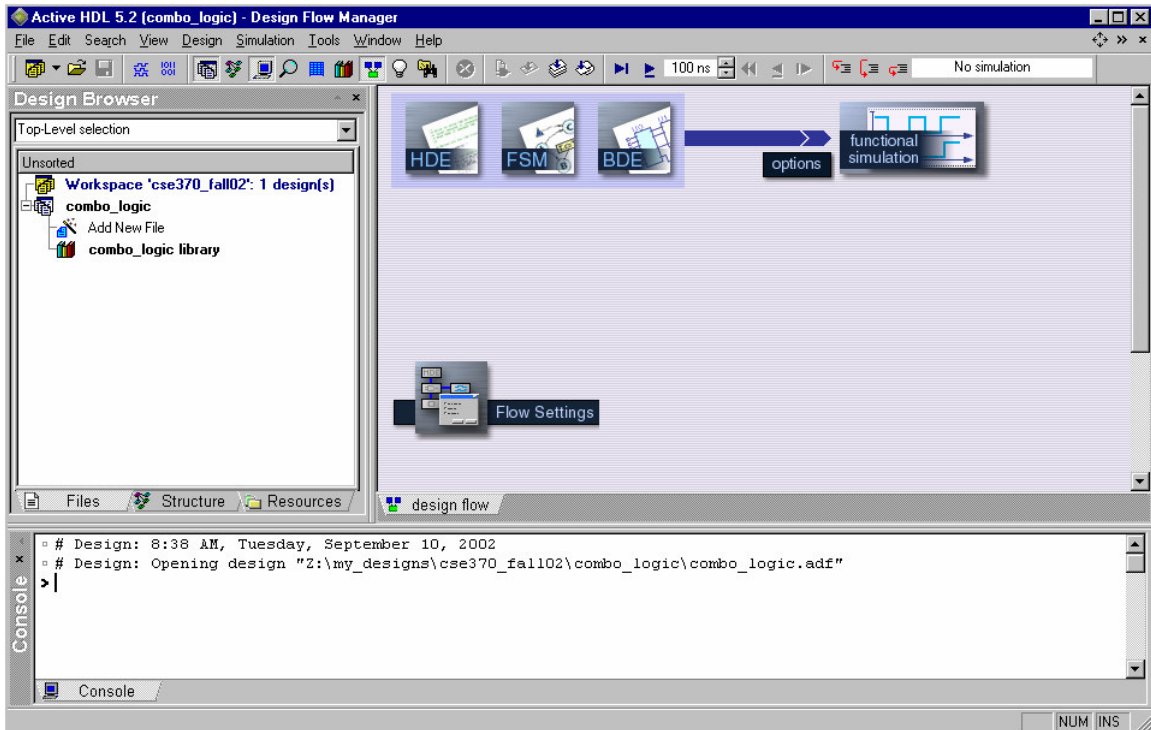 Active HDL 5.2 (combo_logic) - Design Flow Manager
File Edit Search View Design Simulation Tools Window Help
100 ns No simulation
Design Browser
Top-Level selection
Unsorted
Workspace 'cse370_fall02': 1 design(s)
combo_logic
Add New File
combo_logic library
Files Structure Resources
HDE FSM BDE
options
functional
simulation
Flow Settings
design flow
# Design: 8:38 AM, Tuesday, September 10, 2002
# Design: Opening design "Z:\my_designs\cse370_fall02\combo_logic\combo_logic.adf"
>
Console
Console
NUM INS